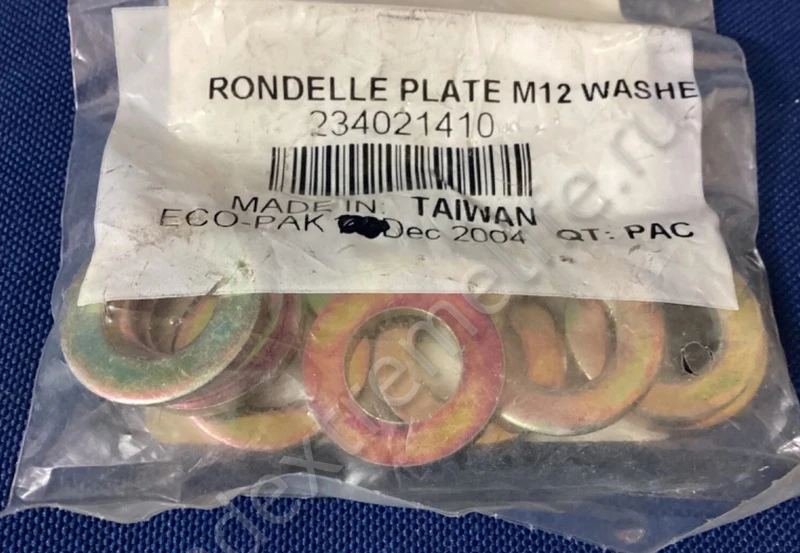 RONDELLE PLATE M12 WASHE
234021410
MADE IN: TAIWAN
ECO-PAK Dec 2004 QT: PAC